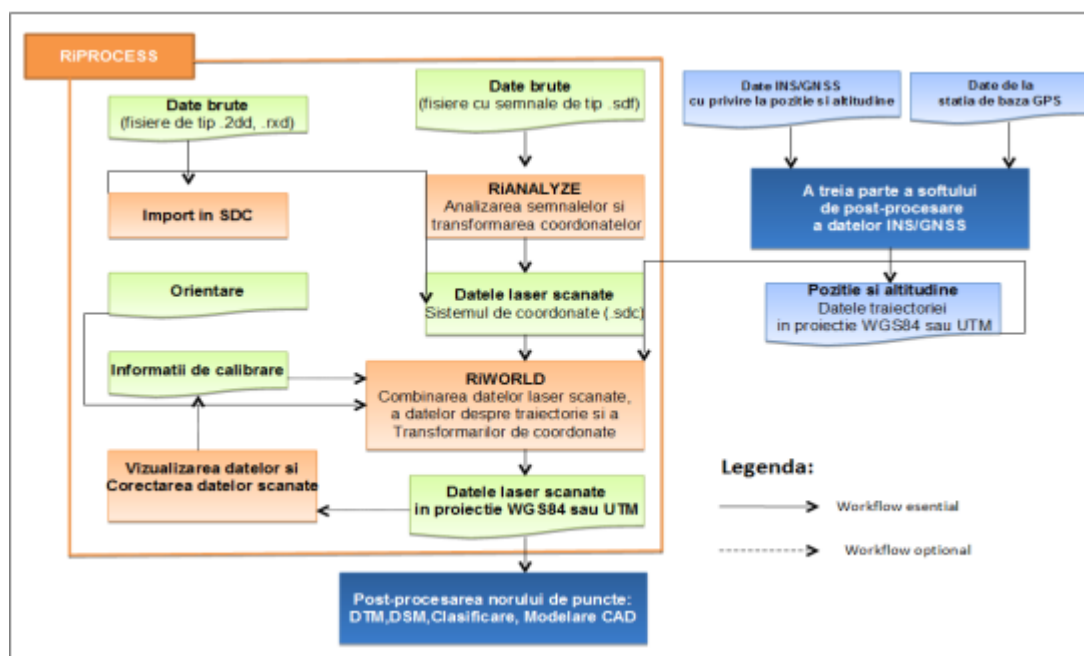 RiPROCESS
Date brute
(fisiere de tip .2dd, .rxd)
Date brute
(fisiere cu semnale de tip .sdf)
Date INS/GNSS
cu privire la pozitie si altitudine
Date de la
statia de baza GPS
Import in SDC
RiANALYZE
Analizarea semnalelor si
transformarea coordonatelor
A treia parte a softului
de post-procesare
a datelor INS/GNSS
Orientare
Datele laser scanate
Sistemul de coordonate (.sdc)
Pozitie si altitudine
Datele traiectoriei
in proiectie WGS84 sau UTM
Informatii de calibrare
RiWORLD
Combinarea datelor laser scanate,
a datelor despre traiectorie si a
Transformarilor de coordonate
Vizualizarea datelor si
Corectarea datelor scanate
Datele laser scanate
in proiectie WGS84 sau UTM
Legenda:
Workflow esential
Workflow optional
Post-procesarea norului de puncte:
DTM,DSM,Clasificare, Modelare CAD